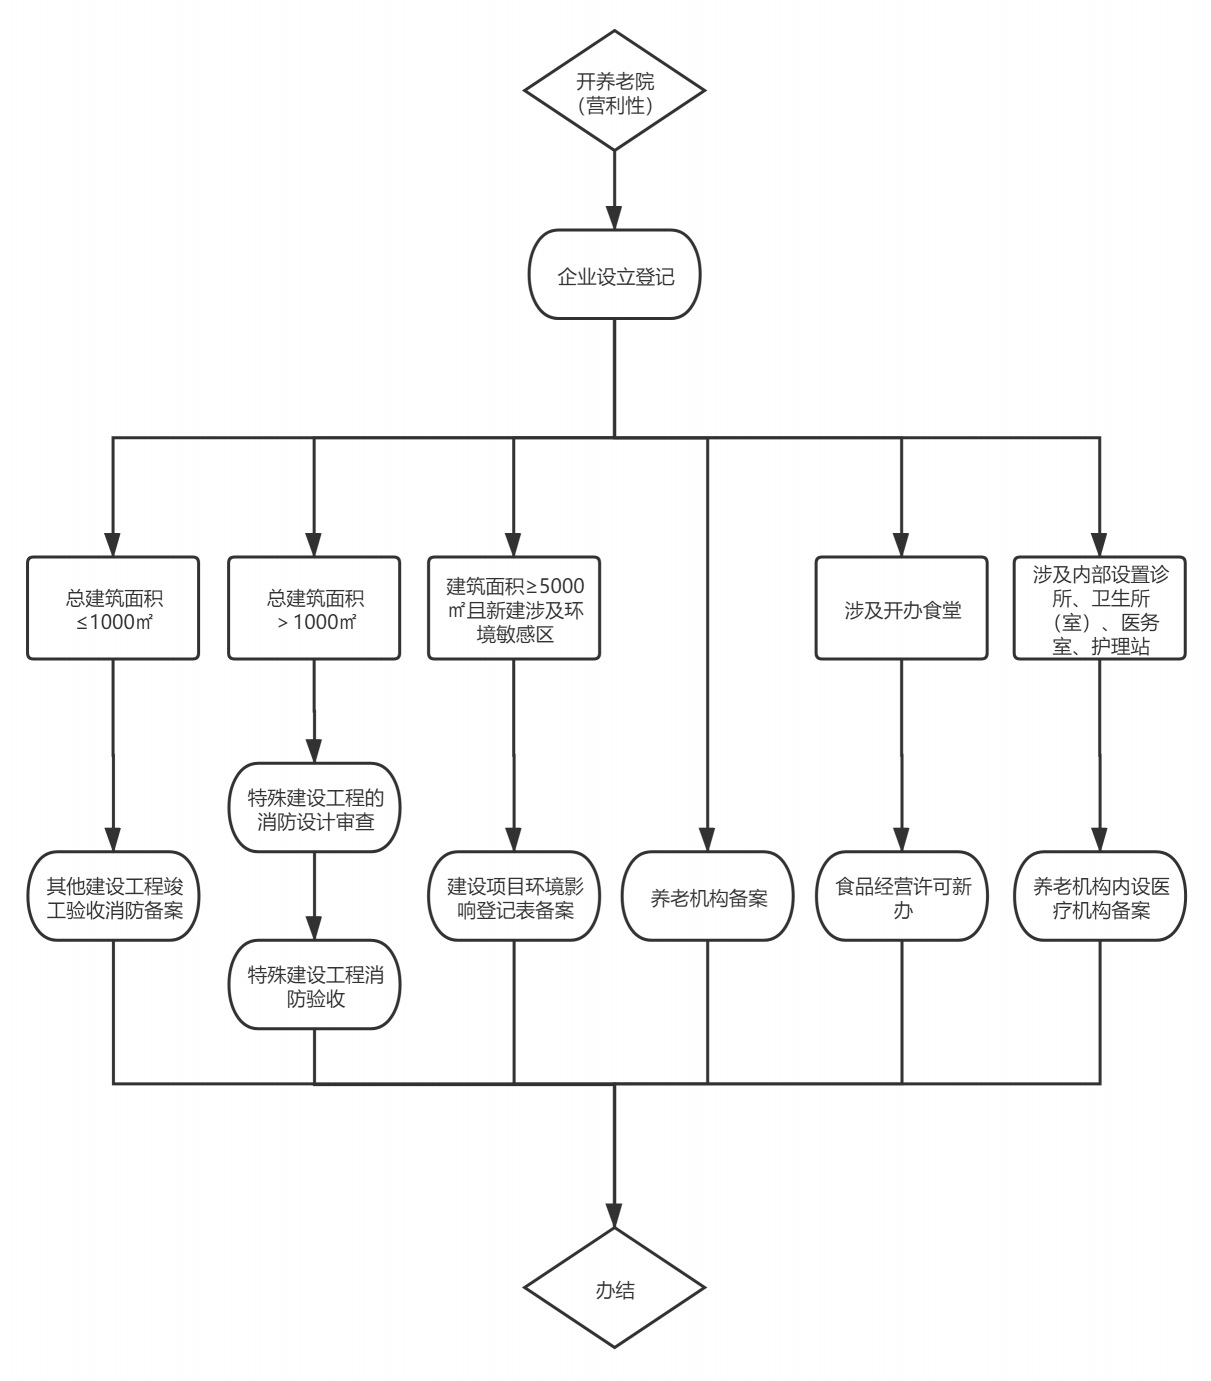 开养老院
（营利性）
企业设立登记
总建筑面积
≤1000㎡
总建筑面积
＞1000㎡
建筑面积≥5000
㎡且新建涉及环
境敏感区
涉及开办食堂
涉及内部设置诊
所、卫生所
（室）、医务
室、护理站
特殊建设工程的
消防设计审查
其他建设工程竣
工验收消防备案
建设项目环境影
响登记表备案
养老机构备案
食品经营许可新
办
养老机构内设医
疗机构备案
特殊建设工程消
防验收
办结